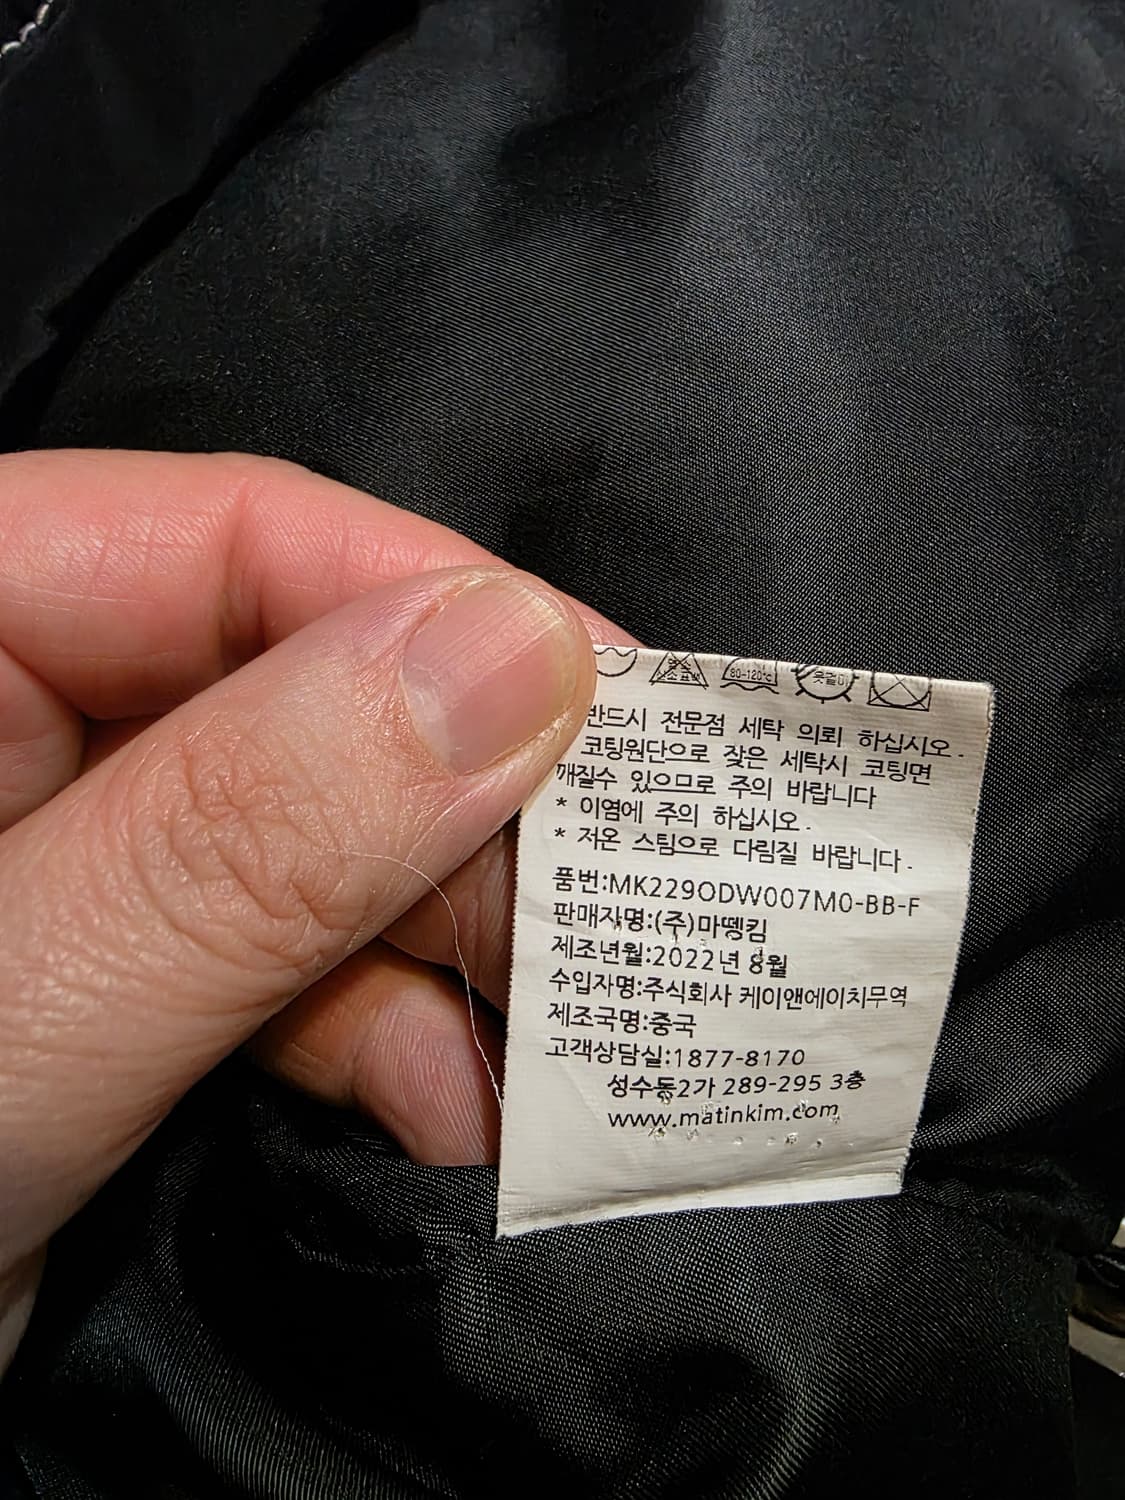 80~120℃ 옷걸이
반드시 전문점 세탁 의뢰 하십시오.
코팅원단으로 잦은 세탁시 코팅면
깨질수 있으므로 주의 바랍니다
* 이염에 주의 하십시오.
* 저온 스팀으로 다림질 바랍니다.
품번:MK229ODW007M0-BB-F
판매자명:(주)마뗑킴
제조년월:2022년 8월
수입자명:주식회사 케이앤에이치무역
제조국명:중국
고객상담실:1877-8170
성수동2가 289-295 3층
www.matinkim.com